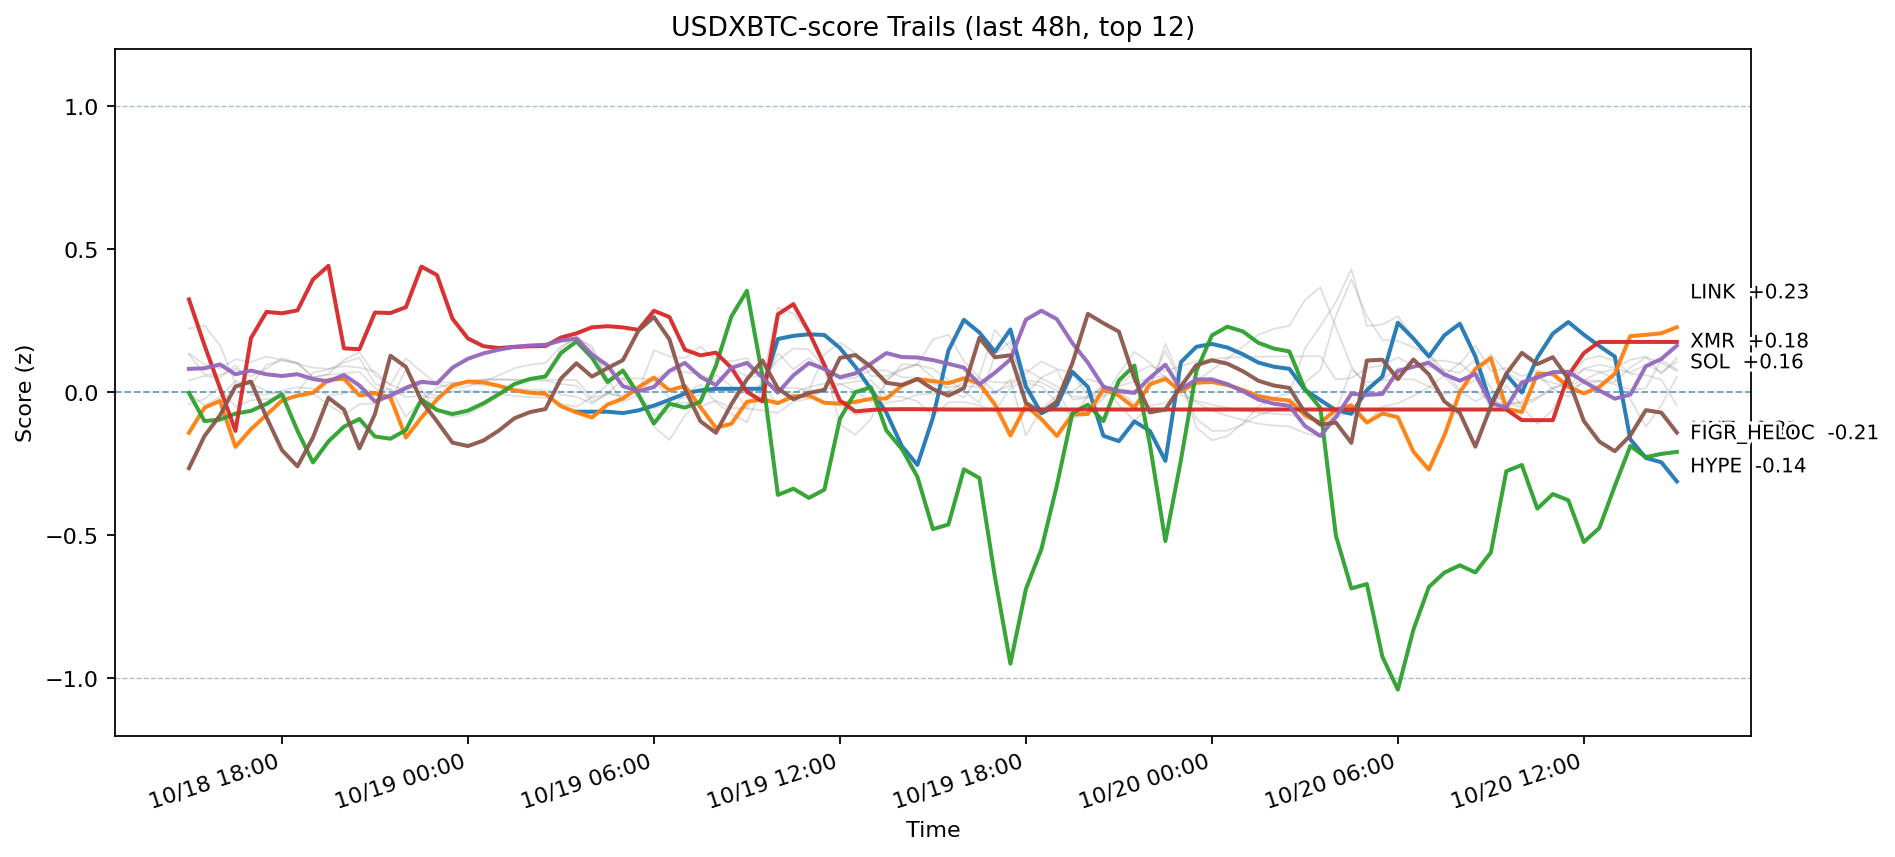 USDXBTC-score Trails (last 48h, top 12)
Score (z)
1.0
0.5
0.0
−0.5
−1.0
LINK +0.23
XMR +0.18
SOL +0.16
FIGR_HELOC -0.21
HYPE -0.14
10/18 18:00
10/19 00:00
10/19 06:00
10/19 12:00
10/19 18:00
10/20 00:00
10/20 06:00
10/20 12:00
Time